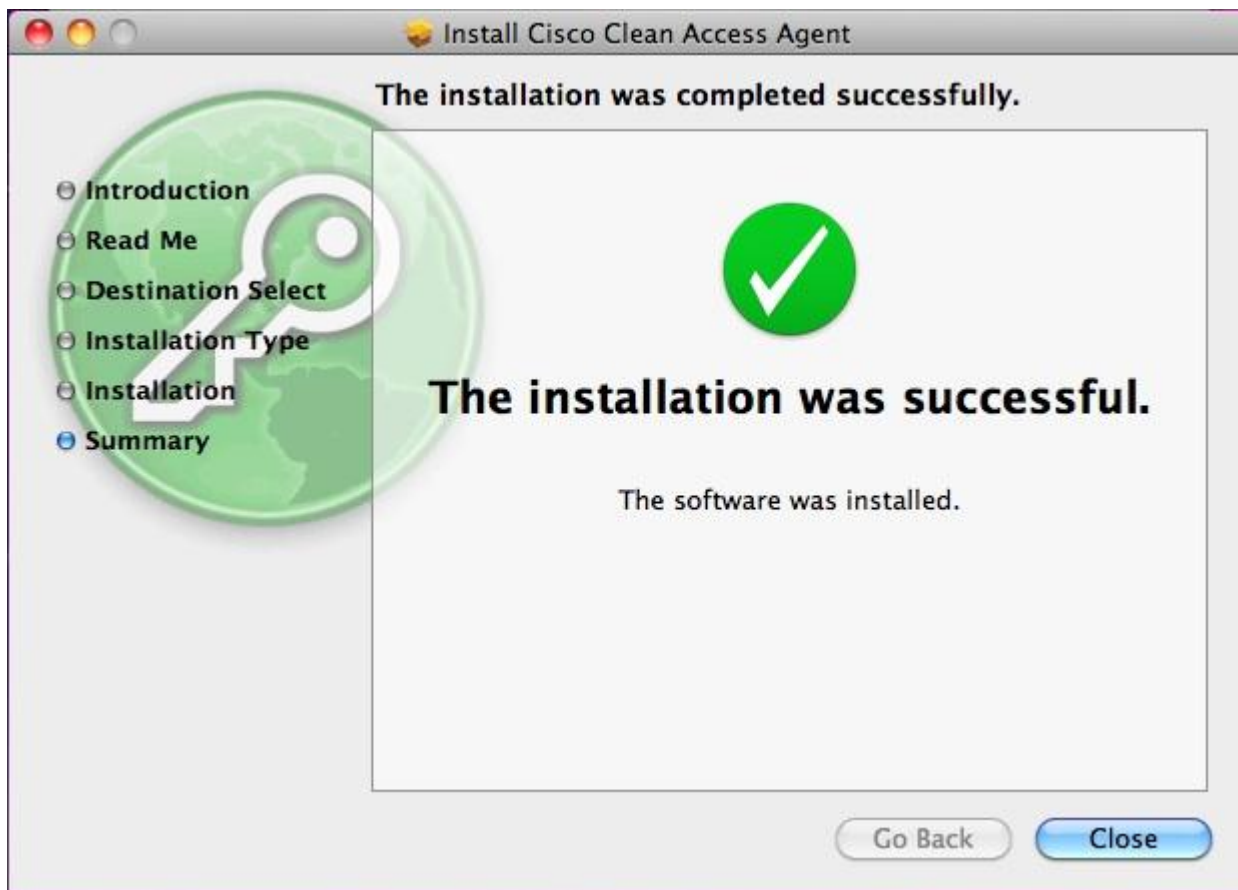 Install Cisco Clean Access Agent
The installation was completed successfully.
Introduction
Read Me
Destination Select
Installation Type
Installation
Summary
The installation was successful.
The software was installed.
Go Back
Close